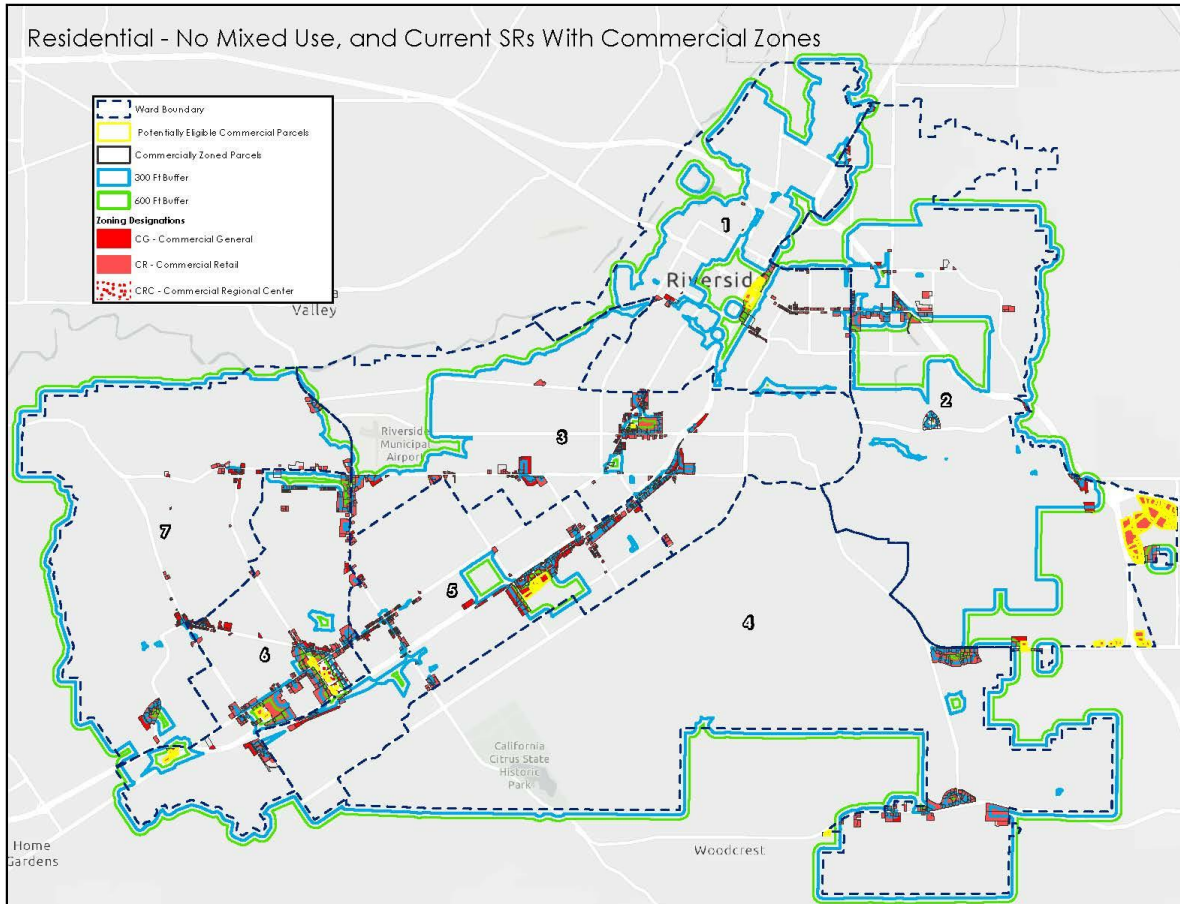 Residential - No Mixed Use, and Current SRs With Commercial Zones
Ward Boundary
Potentially Eligible Commercial Parcels
Commercially Zoned Parcels
300 Ft Buffer
600 Ft Buffer
Zoning Designations
CG - Commercial General
CR - Commercial Retail
CRC - Commercial Regional Center
Valley
1
Riversid
2
3
Riverside
Municipal
Airport
7
5
4
6
California
Citrus State
Historic
Park
Home
Gardens
Woodcrest